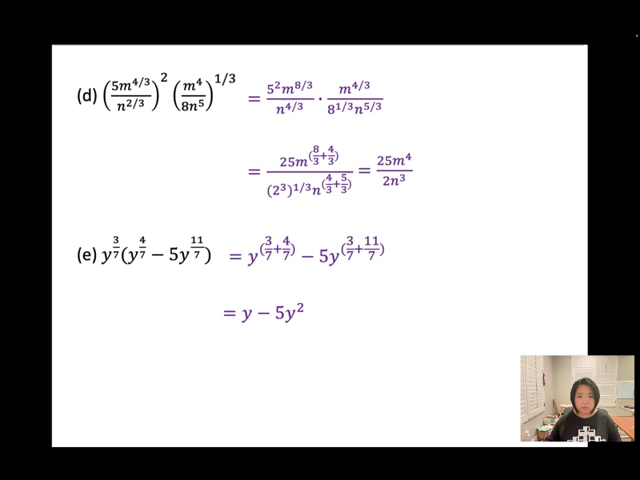 (d) (5m^{4/3}/n^{2/3})^2 (m^4/8n^5)^{1/3} = 5^2m^{8/3}/n^{4/3} · m^{4/3}/8^{1/3}n^{5/3}
= 25m^{(8/3+4/3)}/(2^3)^{1/3}n^{(4/3+5/3)} = 25m^4/2n^3
(e) y^{3/7}(y^{4/7} − 5y^{11/7}) = y^{(3/7+4/7)} − 5y^{(3/7+11/7)}
= y − 5y^2